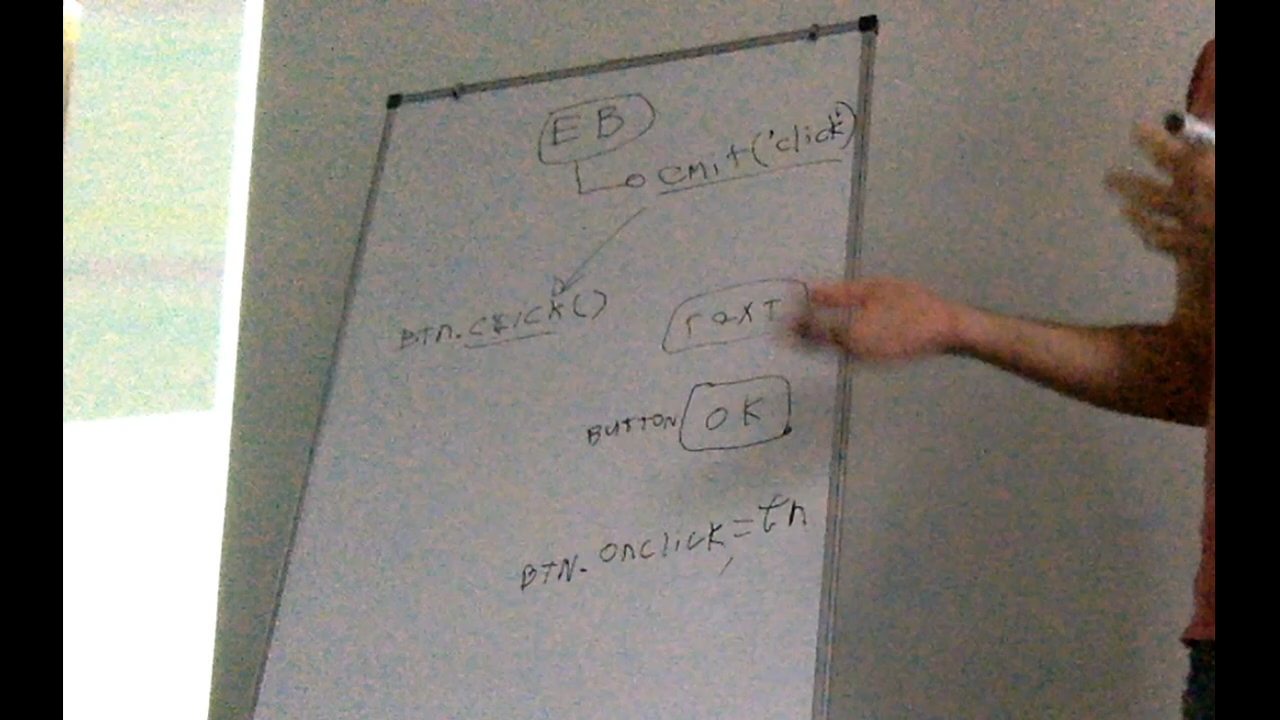 EB
emit('click')
BTN.CLICK()
TEXT
BUTTON OK
BTN.onclick=fn